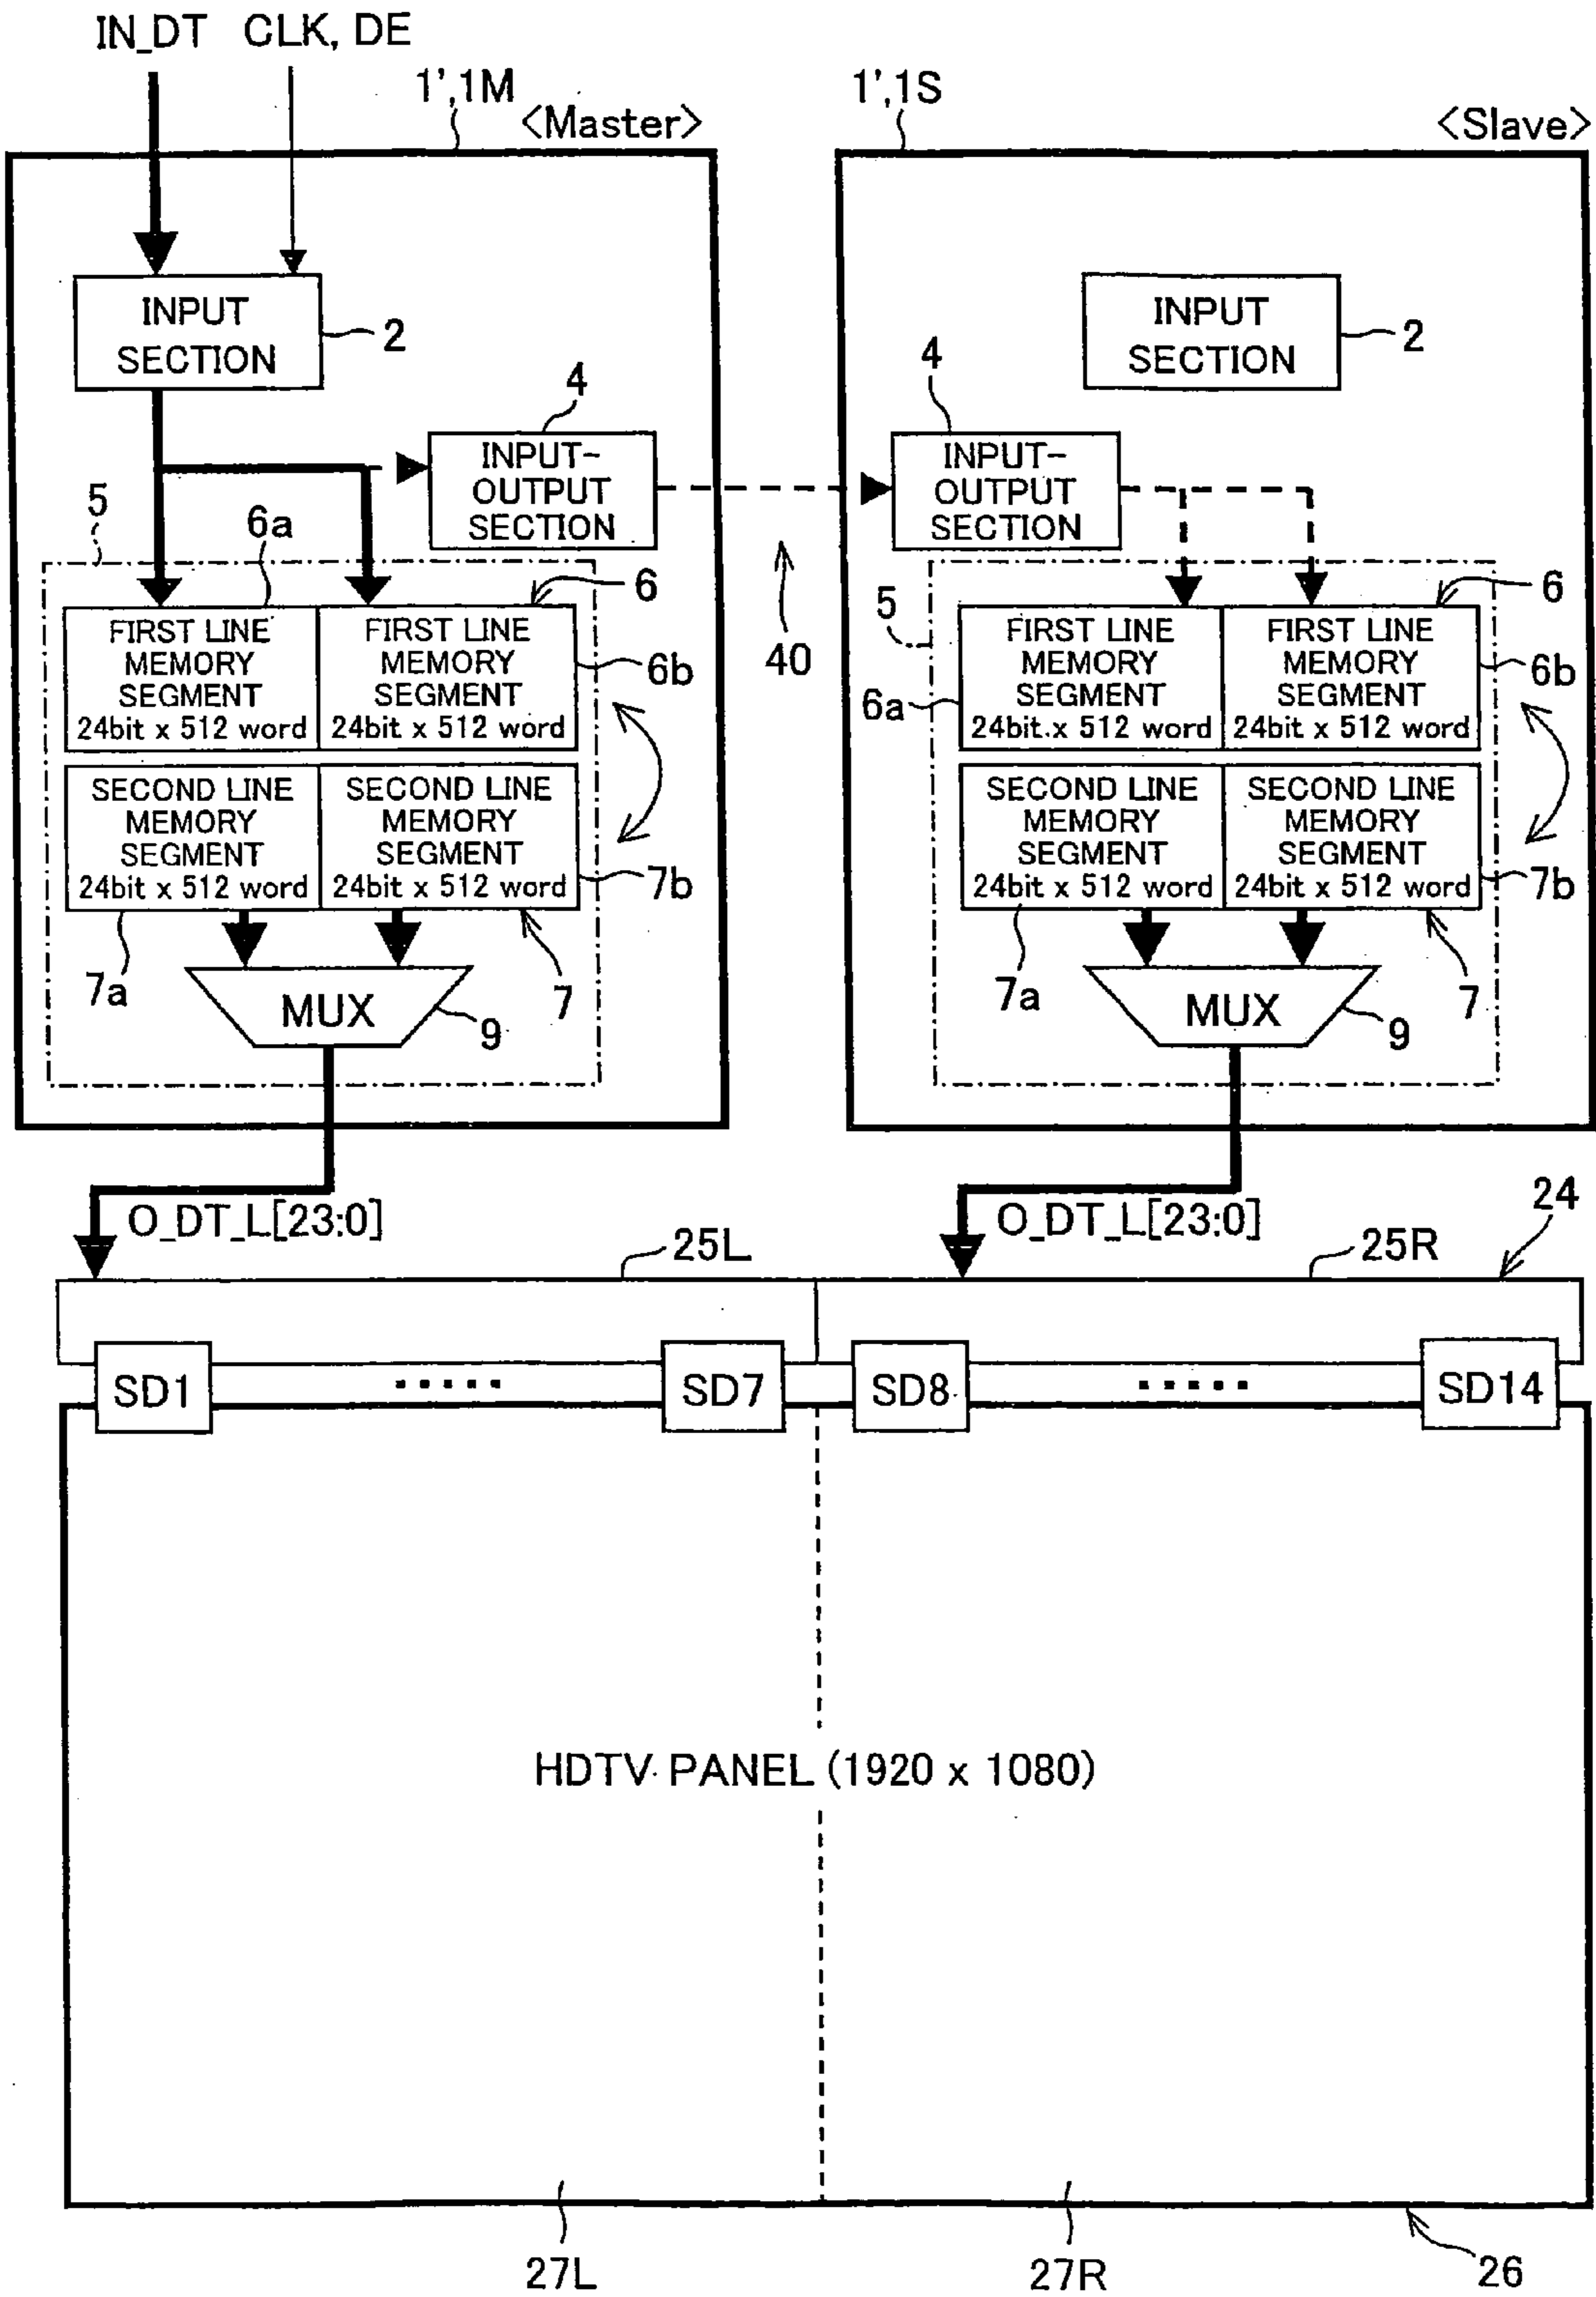 IN_DT CLK, DE
1',1M
<Master>
1',1S
<Slave>
INPUT
SECTION
2
INPUT
SECTION
2
4
INPUT-
OUTPUT
SECTION
4
INPUT-
OUTPUT
SECTION
40
5
6a
6
FIRST LINE
MEMORY
SEGMENT
24bit x 512 word
FIRST LINE
MEMORY
SEGMENT
24bit x 512 word
6b
SECOND LINE
MEMORY
SEGMENT
24bit x 512 word
SECOND LINE
MEMORY
SEGMENT
24bit x 512 word
7b
7a
MUX
9
7
5
6
6a
FIRST LINE
MEMORY
SEGMENT
24bit x 512 word
FIRST LINE
MEMORY
SEGMENT
24bit x 512 word
6b
SECOND LINE
MEMORY
SEGMENT
24bit x 512 word
SECOND LINE
MEMORY
SEGMENT
24bit x 512 word
7b
7a
MUX
9
7
O_DT_L[23:0]
O_DT_L[23:0]
24
25L
25R
SD1
.....
SD7
SD8
.....
SD14
HDTV PANEL (1920 x 1080)
27L
27R
26